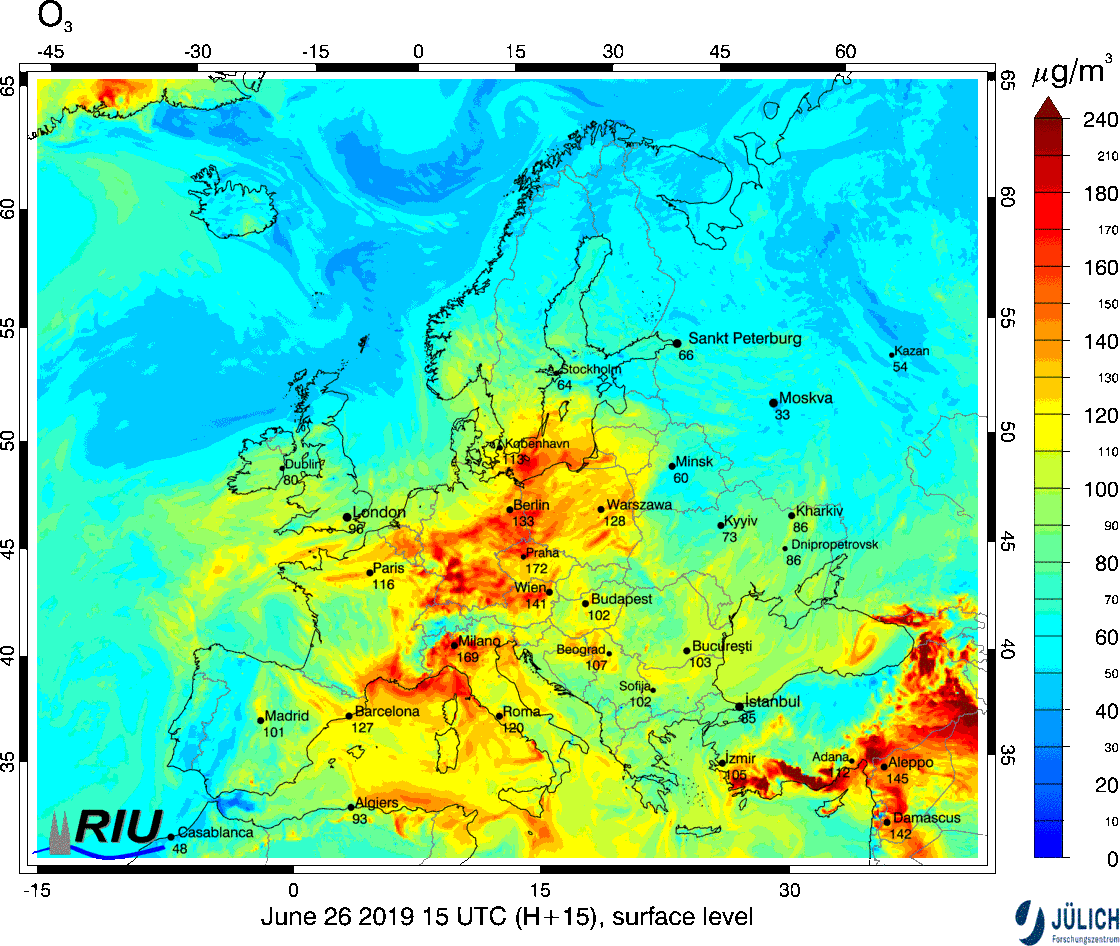 O3
-45 -30 -15 0 15 30 45 60
μg/m³
65 65
240
210
180
170
160
150
140
130
120
110
100
90
80
70
60
50
40
30
20
10
0
60 60
55 55
Sankt Peterburg
66
Kazan
54
Stockholm
64
Moskva
33
50 50
København
113
Minsk
60
Dublin
80
London
96
Berlin
133
Warszawa
128
Kyyiv
73
Kharkiv
86
Dnipropetrovsk
86
45 45
Praha
172
Paris
116
Wien
141
Budapest
102
40 40
Milano
169
Beograd
107
Bucureşti
103
Sofija
102
Madrid
101
Barcelona
127
Roma
120
İstanbul
85
35 35
İzmir
105
Adana
12
Aleppo
145
Algiers
93
Damascus
142
RIU
Casablanca
48
-15 0 15 30
June 26 2019 15 UTC (H+15), surface level
JÜLICH
Forschungszentrum